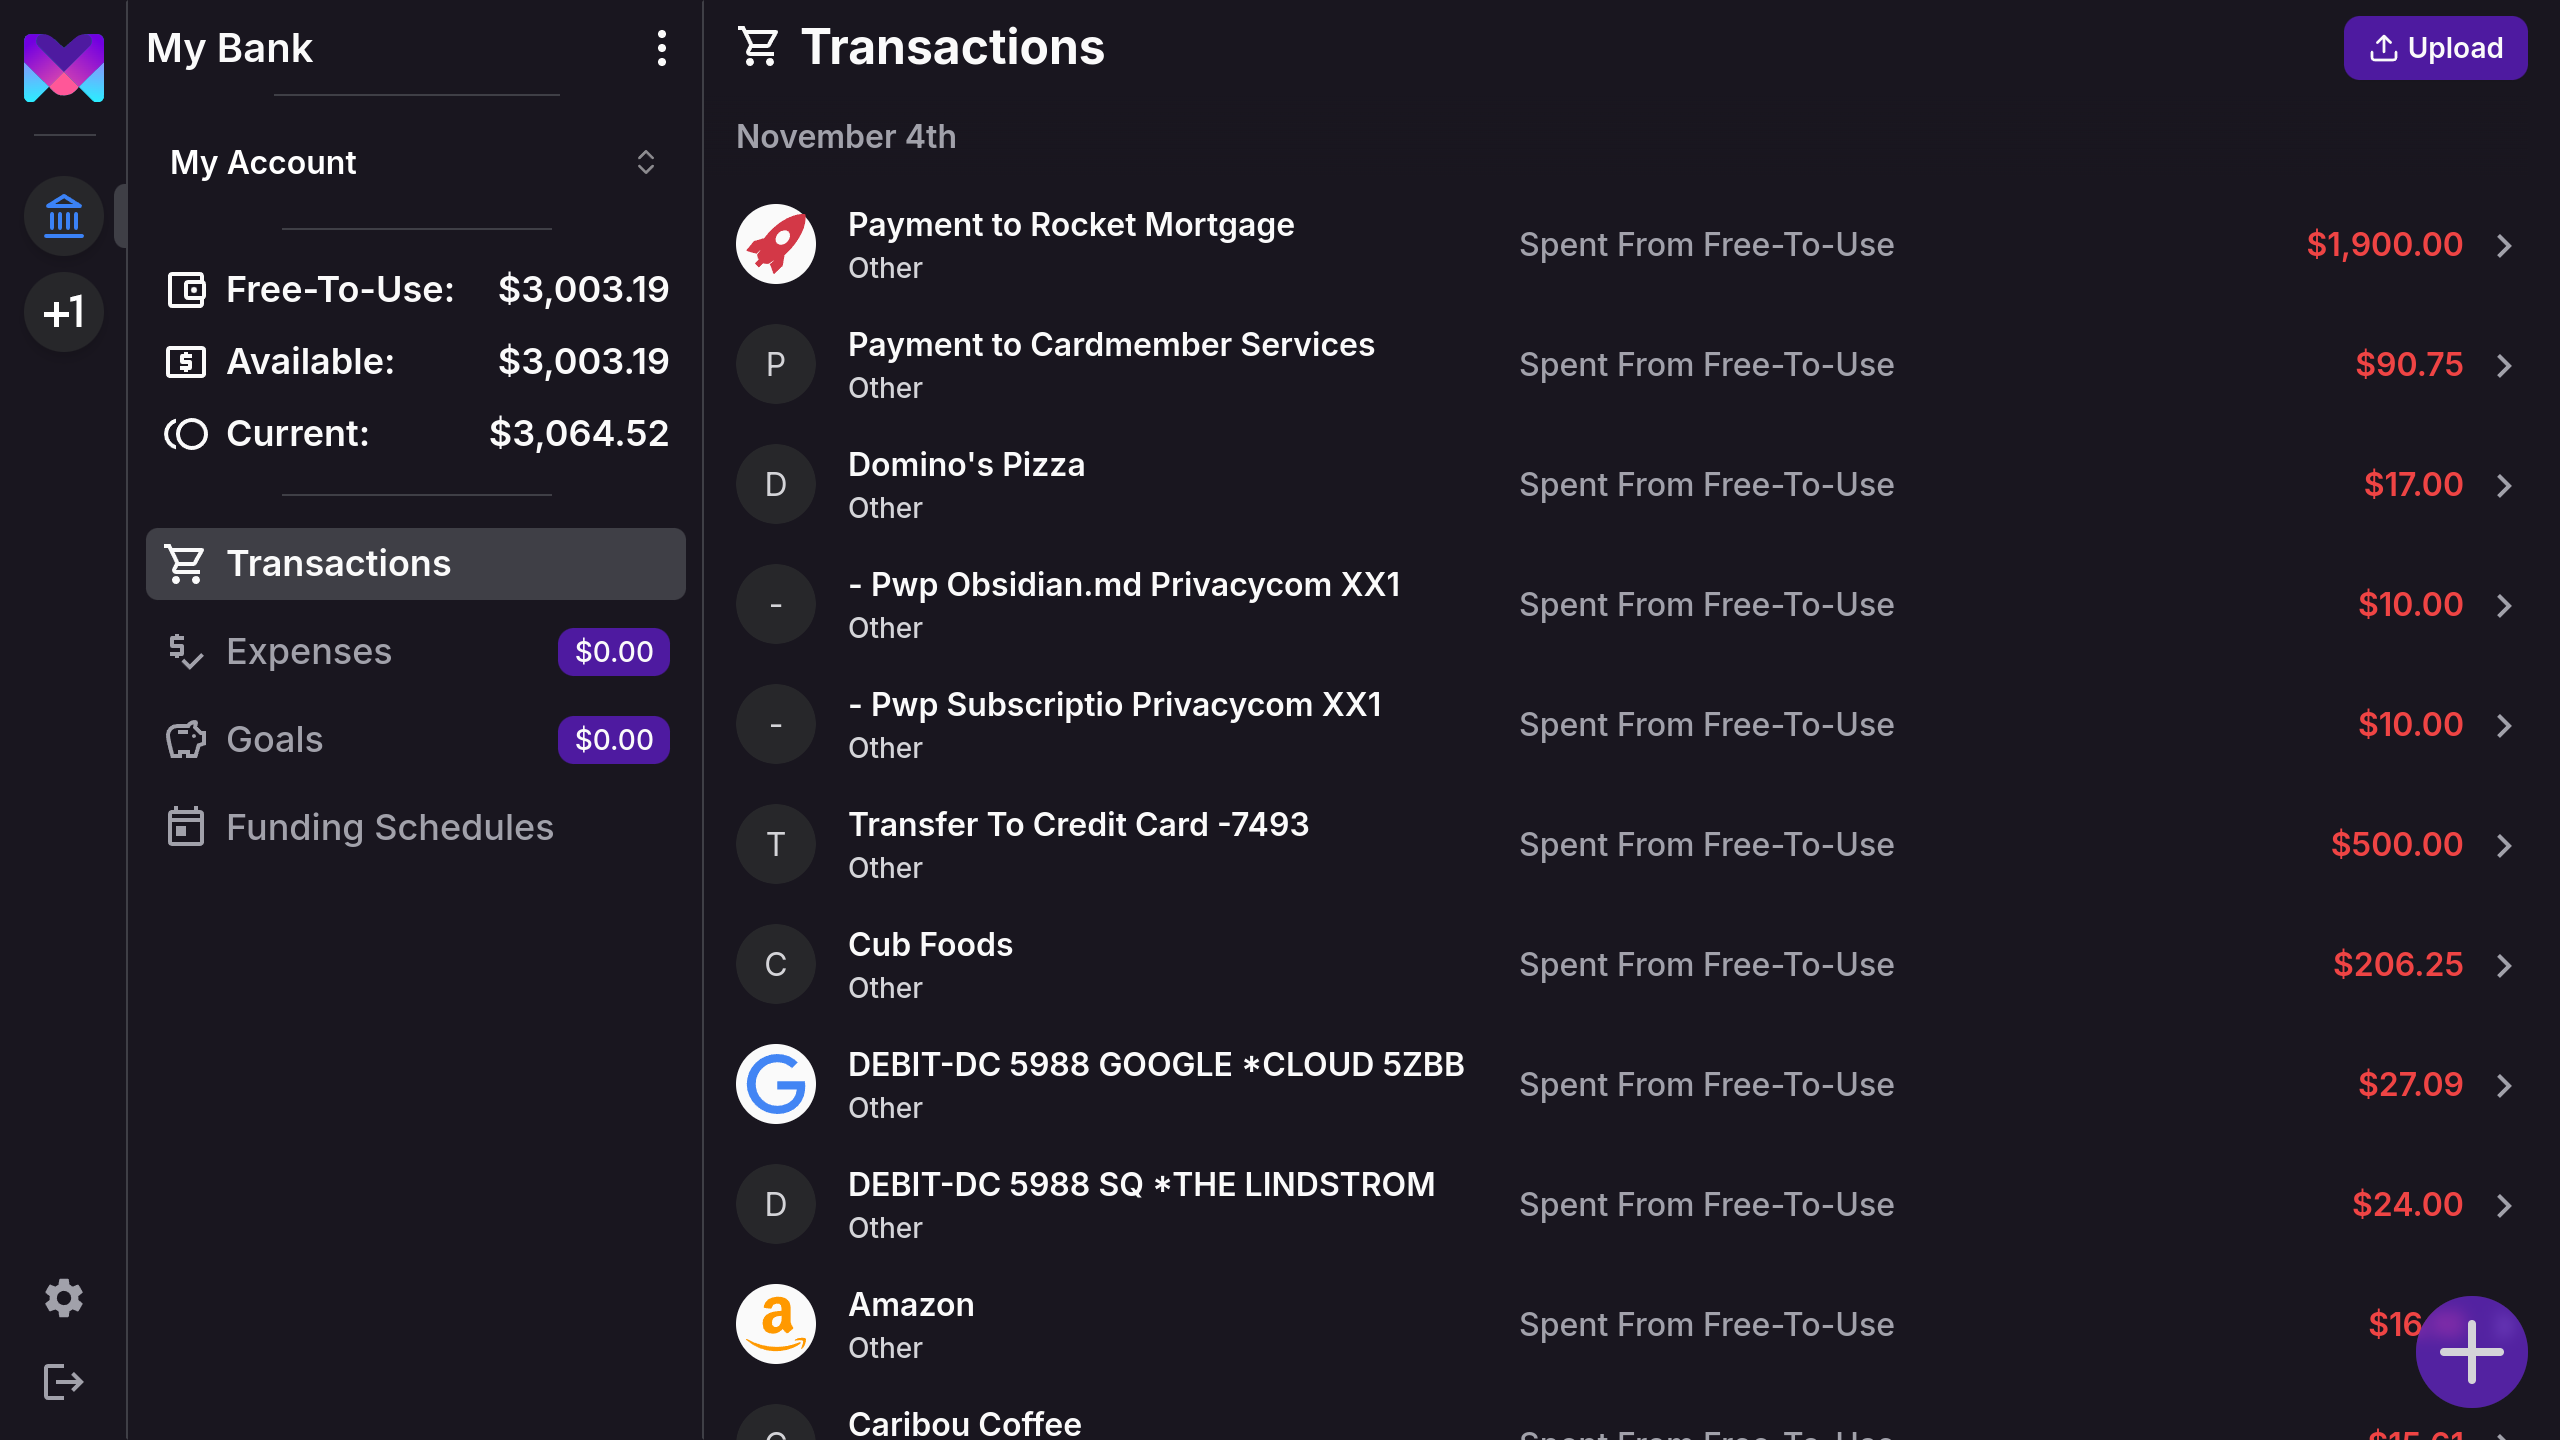 My Bank
My Account
Free-To-Use: $3,003.19
Available: $3,003.19
Current: $3,064.52
Transactions
Expenses $0.00
Goals $0.00
Funding Schedules
+1
Transactions
Upload
November 4th
Payment to Rocket Mortgage
Other
Spent From Free-To-Use
$1,900.00
P
Payment to Cardmember Services
Other
Spent From Free-To-Use
$90.75
D
Domino's Pizza
Other
Spent From Free-To-Use
$17.00
-
- Pwp Obsidian.md Privacycom XX1
Other
Spent From Free-To-Use
$10.00
-
- Pwp Subscriptio Privacycom XX1
Other
Spent From Free-To-Use
$10.00
T
Transfer To Credit Card -7493
Other
Spent From Free-To-Use
$500.00
C
Cub Foods
Other
Spent From Free-To-Use
$206.25
DEBIT-DC 5988 GOOGLE *CLOUD 5ZBB
Other
Spent From Free-To-Use
$27.09
D
DEBIT-DC 5988 SQ *THE LINDSTROM
Other
Spent From Free-To-Use
$24.00
Amazon
Other
Spent From Free-To-Use
$16
Caribou Coffee
Spent From Free-To-Use